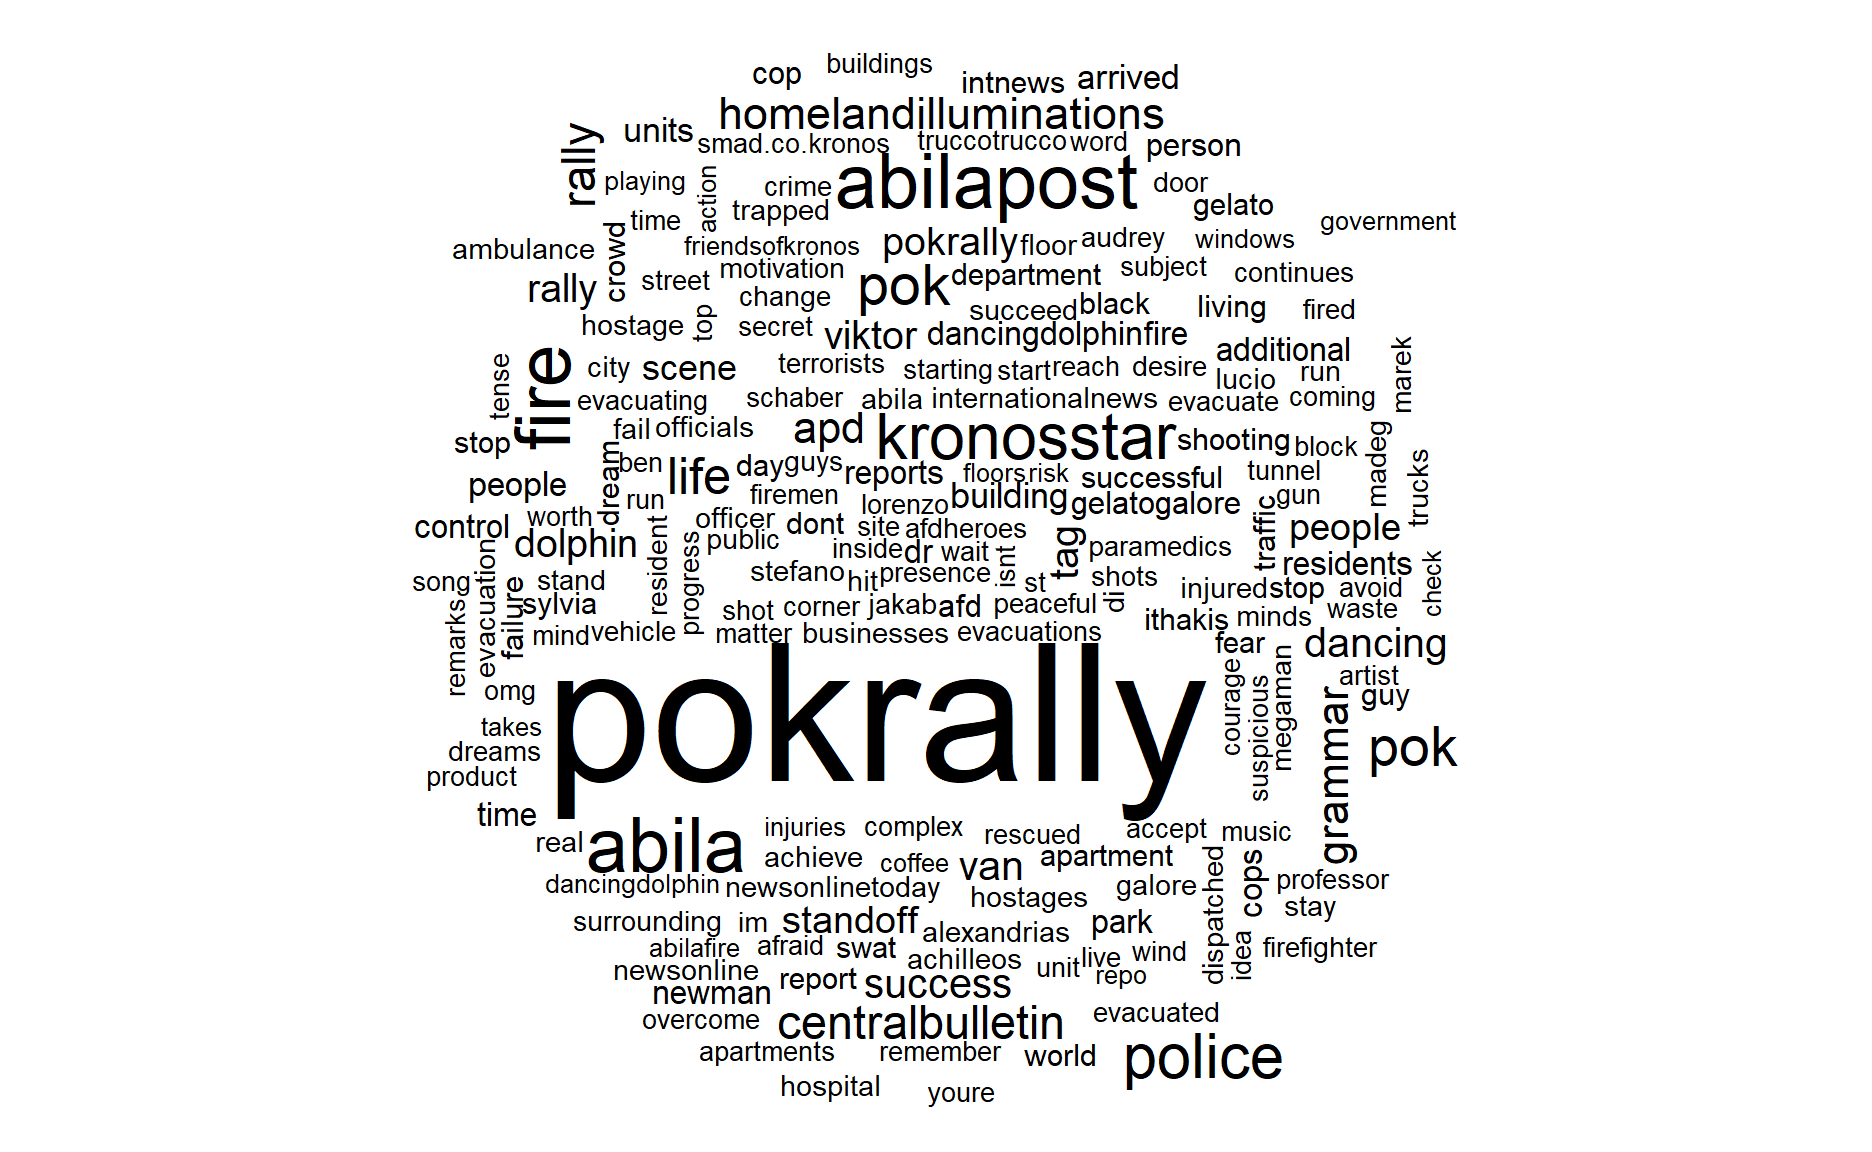 buildings
cop
intnews
arrived
homelandilluminations
rally
units
smad.co.kronos
truccotrucco
word
person
abilapost
playing
action
crime
door
trapped
gelato
time
government
crowd
ambulance
friendsofkronos
pokrally
floor
audrey
windows
motivation
department
subject
continues
rally
street
pok
change
succeed
black
living
fired
hostage
top
secret
viktor
dancingdolphinfire
additional
marek
fire
tense
city
scene
terrorists
starting
start
reach
desire
lucio
run
evacuating
schaber
abila
internationalnews
evacuate
coming
stop
fail
officials
apd
kronosstar
shooting
block
madeg
trucks
dream
ben
life
day
guys
reports
floors
risk
successful
tunnel
people
run
firemen
lorenzo
building
gelatogalore
gun
control
worth
officer
dont
site
afdheroes
tag
traffic
people
dolphin
resident
public
progress
inside
dr
wait
isnt
paramedics
residents
check
song
evacuation
stand
stefano
hit
presence
st
shots
injured
stop
avoid
remarks
failure
sylvia
shot
corner
jakab
afd
peaceful
di
ithakis
minds
waste
mind
vehicle
matter
businesses
evacuations
fear
dancing
omg
pokrally
courage
suspicious
megaman
artist
grammar
guy
takes
dreams
pok
product
time
real
abila
injuries
complex
rescued
accept
music
achieve
coffee
van
apartment
dispatched
cops
professor
dancingdolphin
newsonlinetoday
hostages
galore
stay
surrounding
im
standoff
alexandrias
park
idea
firefighter
abilafire
afraid
swat
achilleos
unit
live
wind
newsonline
report
success
repo
newman
overcome
centralbulletin
evacuated
apartments
remember
world
police
hospital
youre